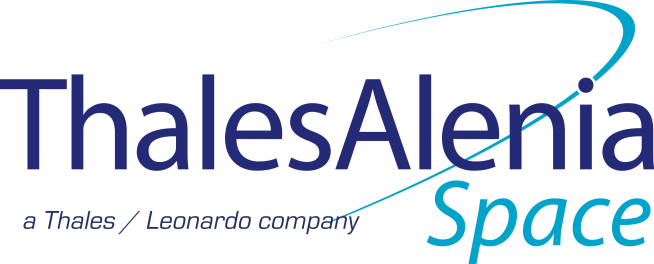 ThalesAlenia
Space
a Thales / Leonardo company